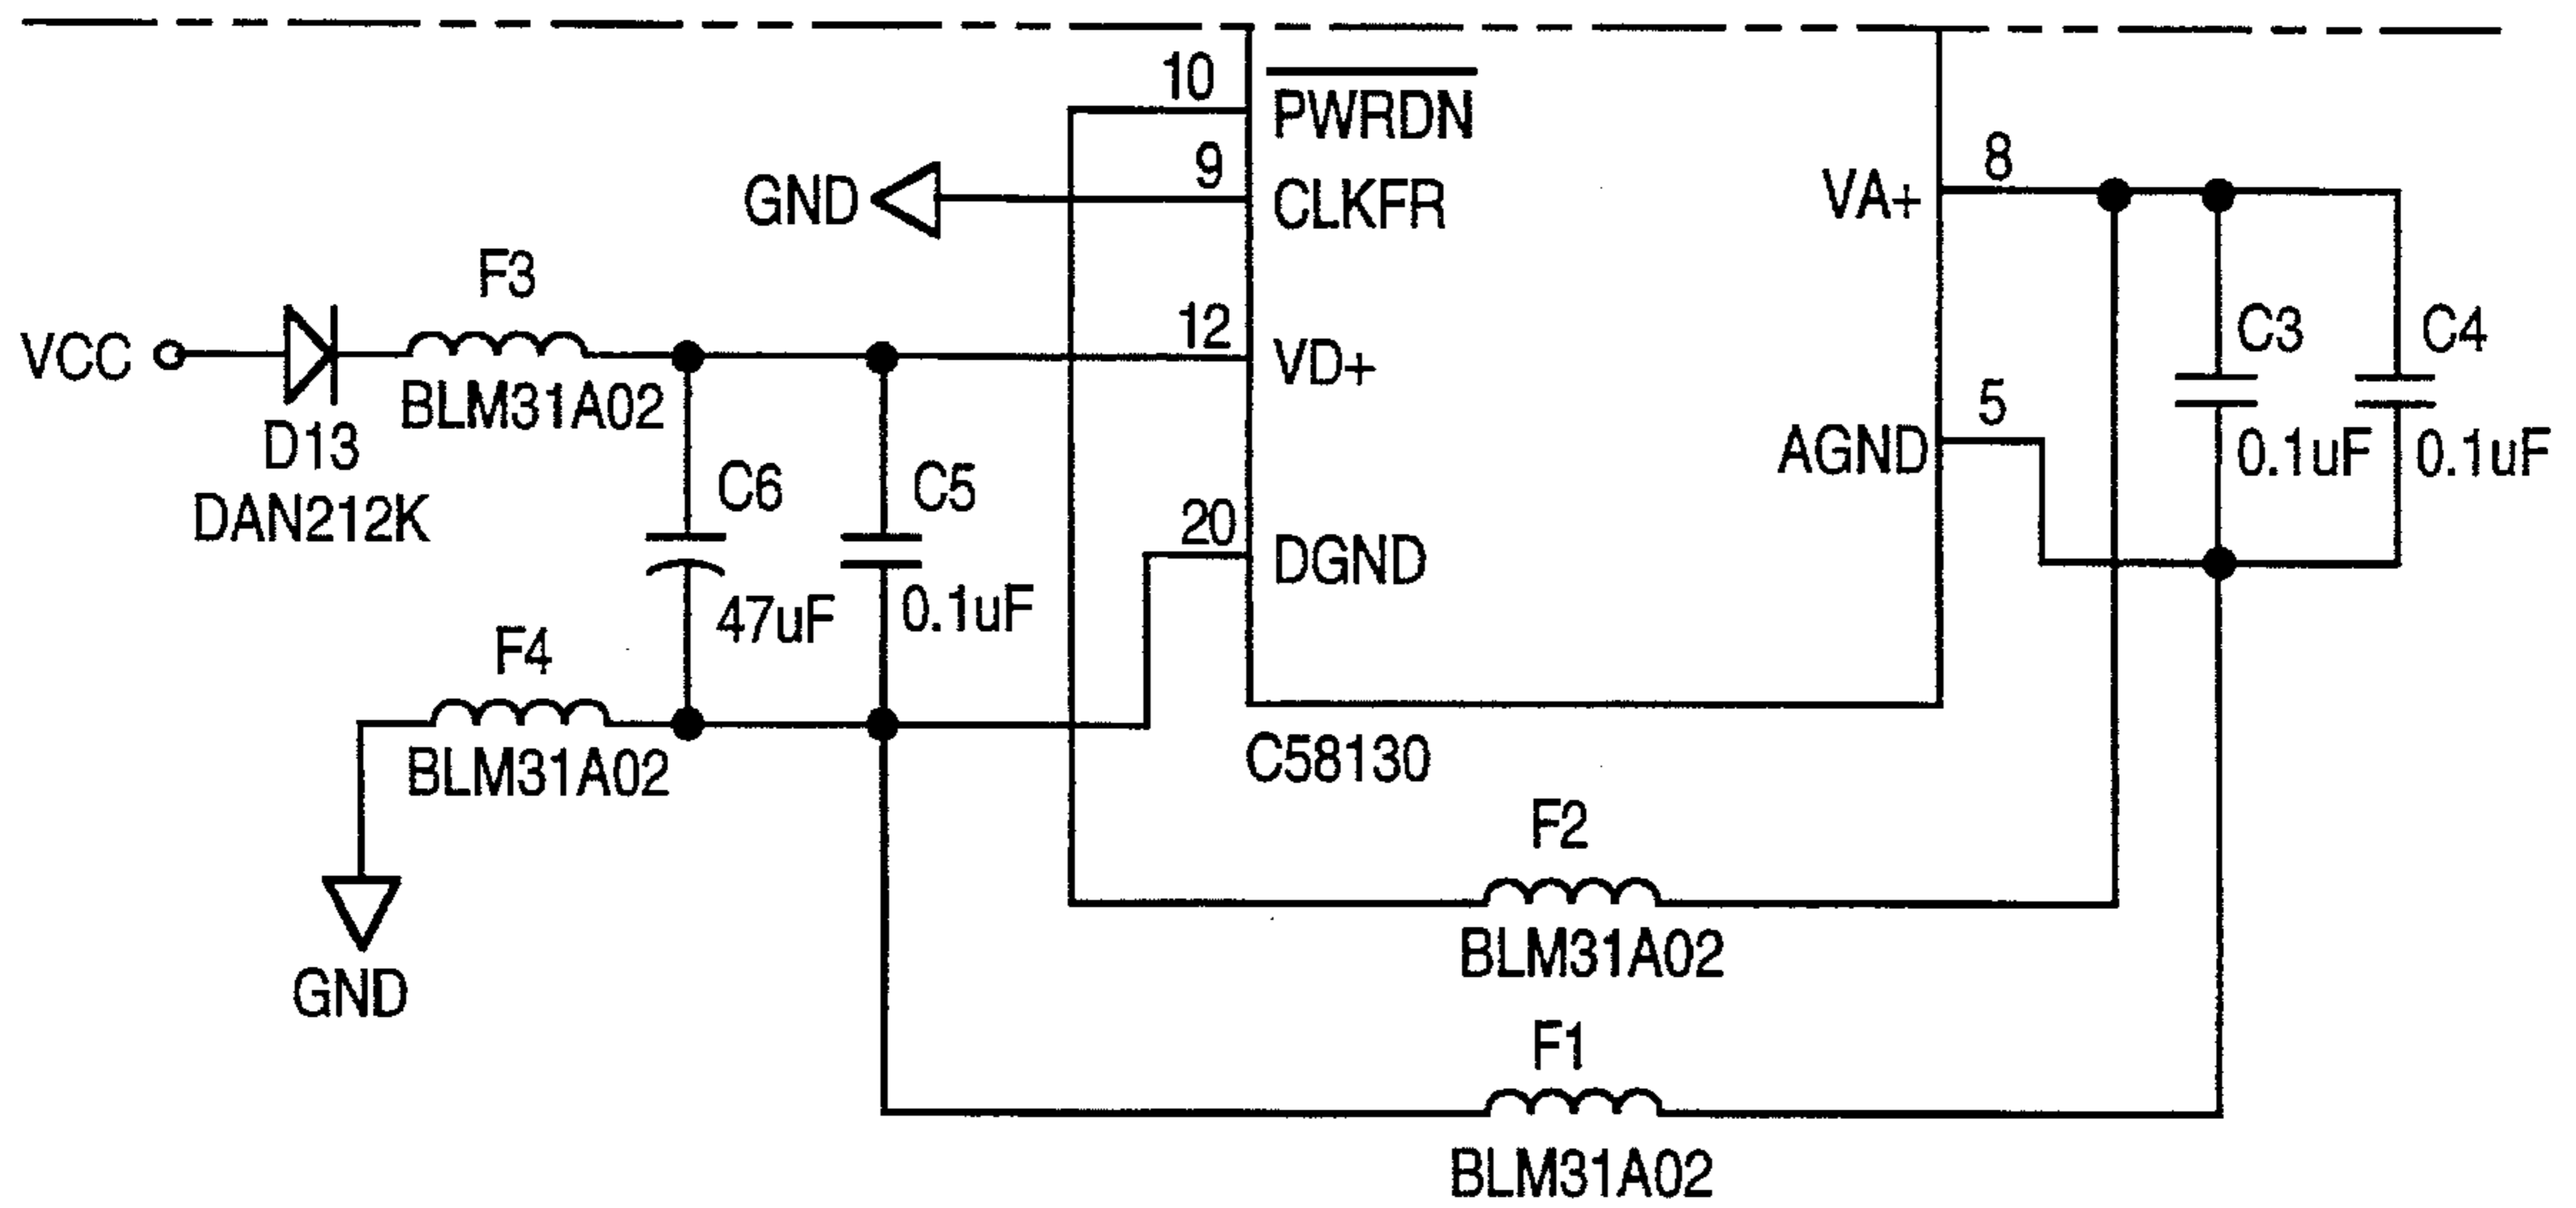 10
PWRDN
9
GND
CLKFR
VA+
8
F3
12
VCC
VD+
BLM31A02
D13
DAN212K
C3
C4
5
AGND
0.1uF
0.1uF
C6
C5
20
DGND
47uF
0.1uF
F4
BLM31A02
C58130
GND
F2
BLM31A02
F1
BLM31A02